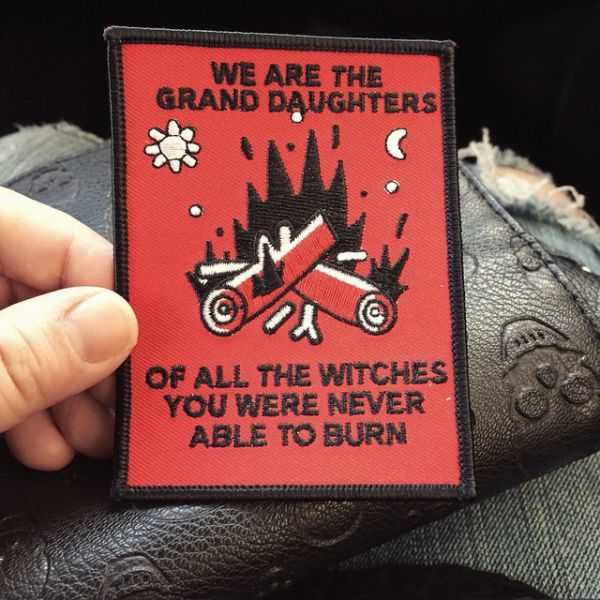 WE ARE THE
GRAND DAUGHTERS
OF ALL THE WITCHES
YOU WERE NEVER
ABLE TO BURN